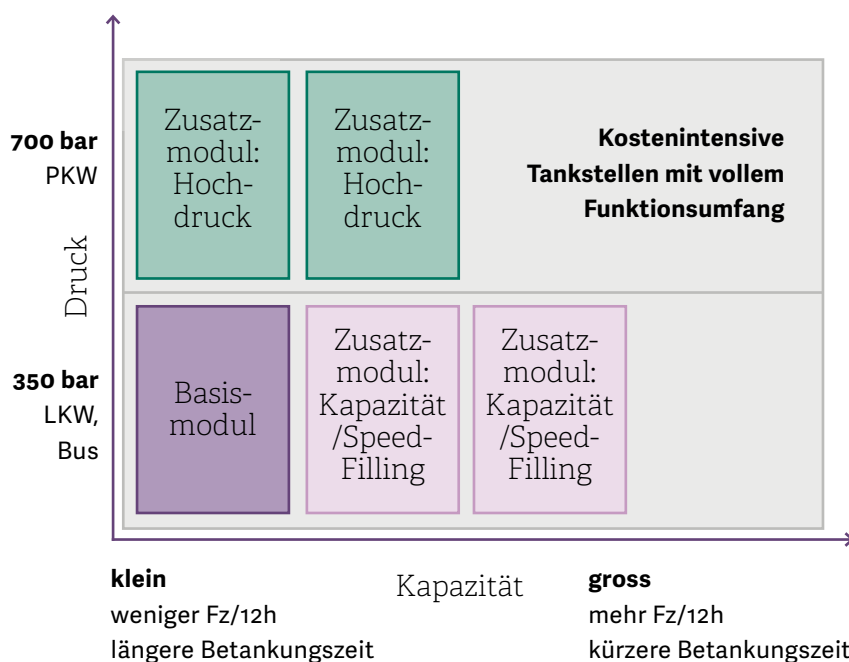 700 bar
PKW
Druck
350 bar
LKW,
Bus
Zusatz-
modul:
Hoch-
druck
Zusatz-
modul:
Hoch-
druck
Kostenintensive
Tankstellen mit vollem
Funktionsumfang
Basis-
modul
Zusatz-
modul:
Kapazität
/Speed-
Filling
Zusatz-
modul:
Kapazität
/Speed-
Filling
klein
weniger Fz/12h
längere Betankungszeit
Kapazität
gross
mehr Fz/12h
kürzere Betankungszeit